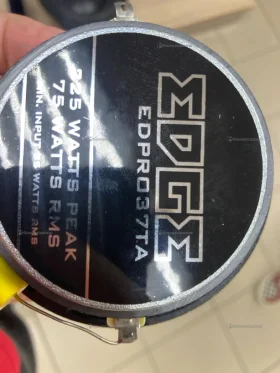 EDGE
EDPRO37TA
225 WATTS PEAK
75 WATTS RMS
MIN. INPUT WATTS RMS